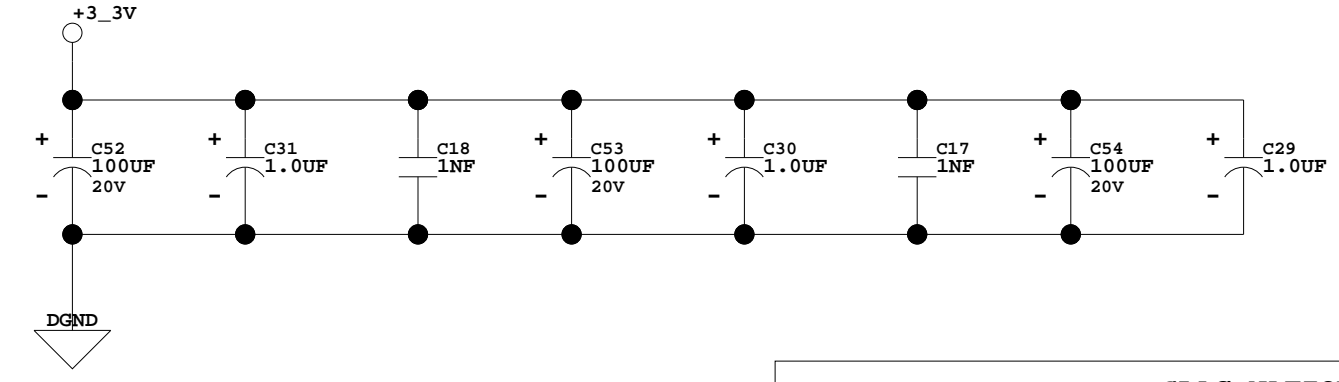 +3_3V
+
C52
100UF
20V
-
+
C31
1.0UF
-
C18
1NF
+
C53
100UF
20V
-
+
C30
1.0UF
-
C17
1NF
+
C54
100UF
20V
-
+
C29
1.0UF
-
DGND